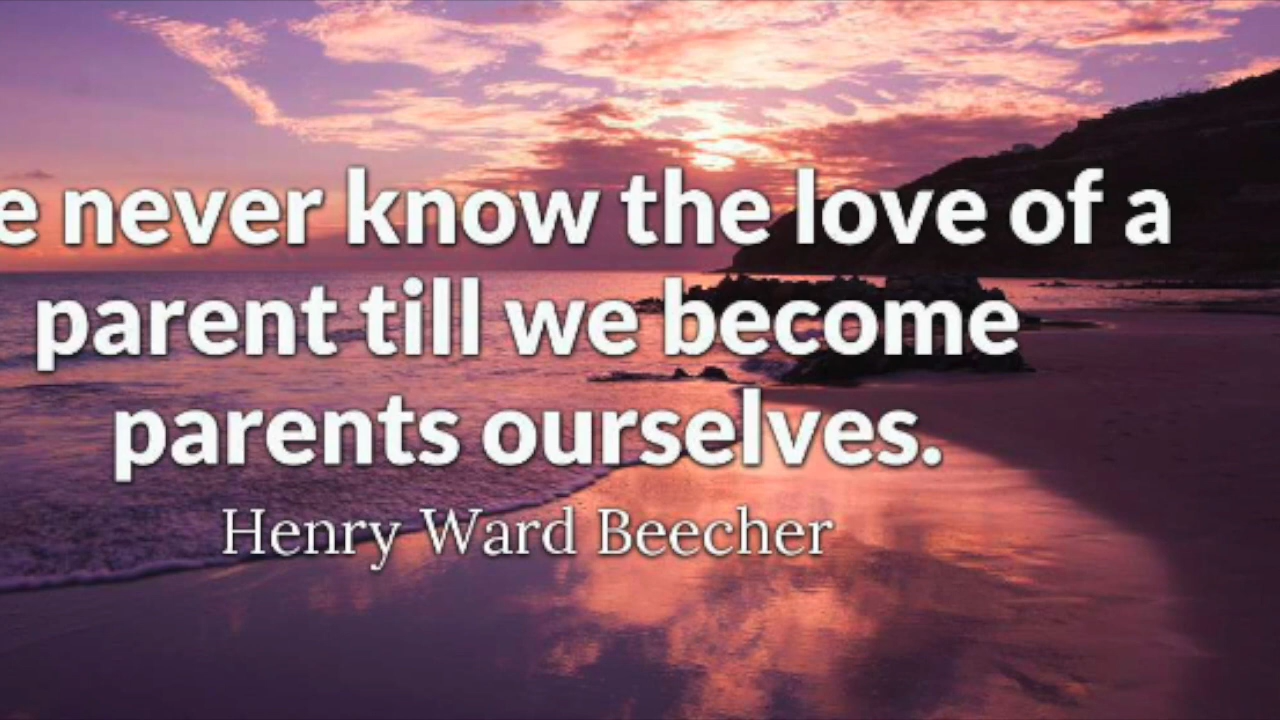 e never know the love of a
parent till we become
parents ourselves.
Henry Ward Beecher